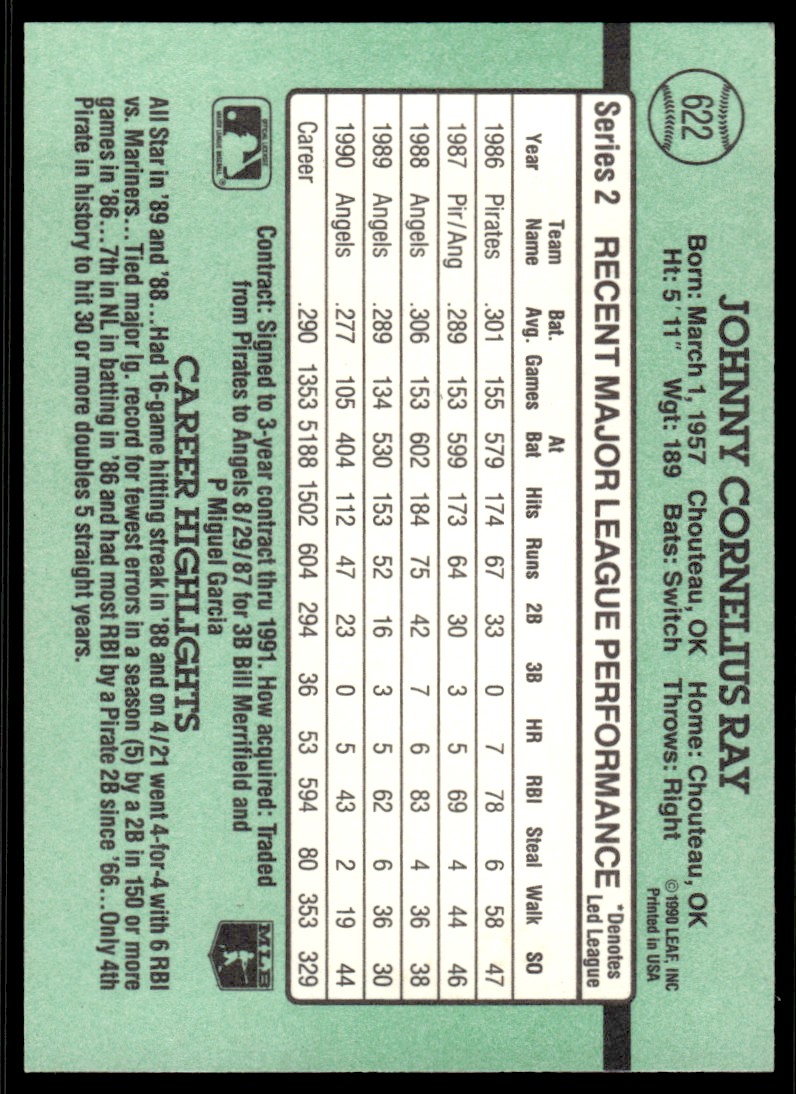 622
JOHNNY CORNELIUS RAY
Born: March 1, 1957 Chouteau, OK Home: Chouteau, OK
Ht: 5'11" Wgt: 189 Bats: Switch Throws: Right
©1990 LEAF, INC
Printed in USA
Series 2 RECENT MAJOR LEAGUE PERFORMANCE *Denotes Led League
Year Team Name Bat. Avg. Games At Bat Hits Runs 2B 3B HR RBI Steal Walk SO
1986 Pirates .301 155 579 174 67 33 0 7 78 6 58 47
1987 Pir/Ang .289 153 599 173 64 30 3 5 69 4 44 46
1988 Angels .306 153 602 184 75 42 7 6 83 4 36 38
1989 Angels .289 134 530 153 52 16 3 5 62 6 36 30
1990 Angels .277 105 404 112 47 23 0 5 43 2 19 44
Career .290 1353 5188 1502 604 294 36 53 594 80 353 329
OFFICIAL LICENSEE
MAJOR LEAGUE BASEBALL
Contract: Signed to 3-year contract thru 1991. How acquired: Traded
from Pirates to Angels 8/29/87 for 3B Bill Merrifield and
P Miguel Garcia
MLB
CAREER HIGHLIGHTS
All Star in '89 and '88...Had 16-game hitting streak in '88 and on 4/21 went 4-for-4 with 6 RBI
vs. Mariners...Tied major lg. record for fewest errors in a season (5) by a 2B in 150 or more
games in '86...7th in NL in batting in '86 and had most RBI by a Pirate 2B since '66...Only 4th
Pirate in history to hit 30 or more doubles 5 straight years.